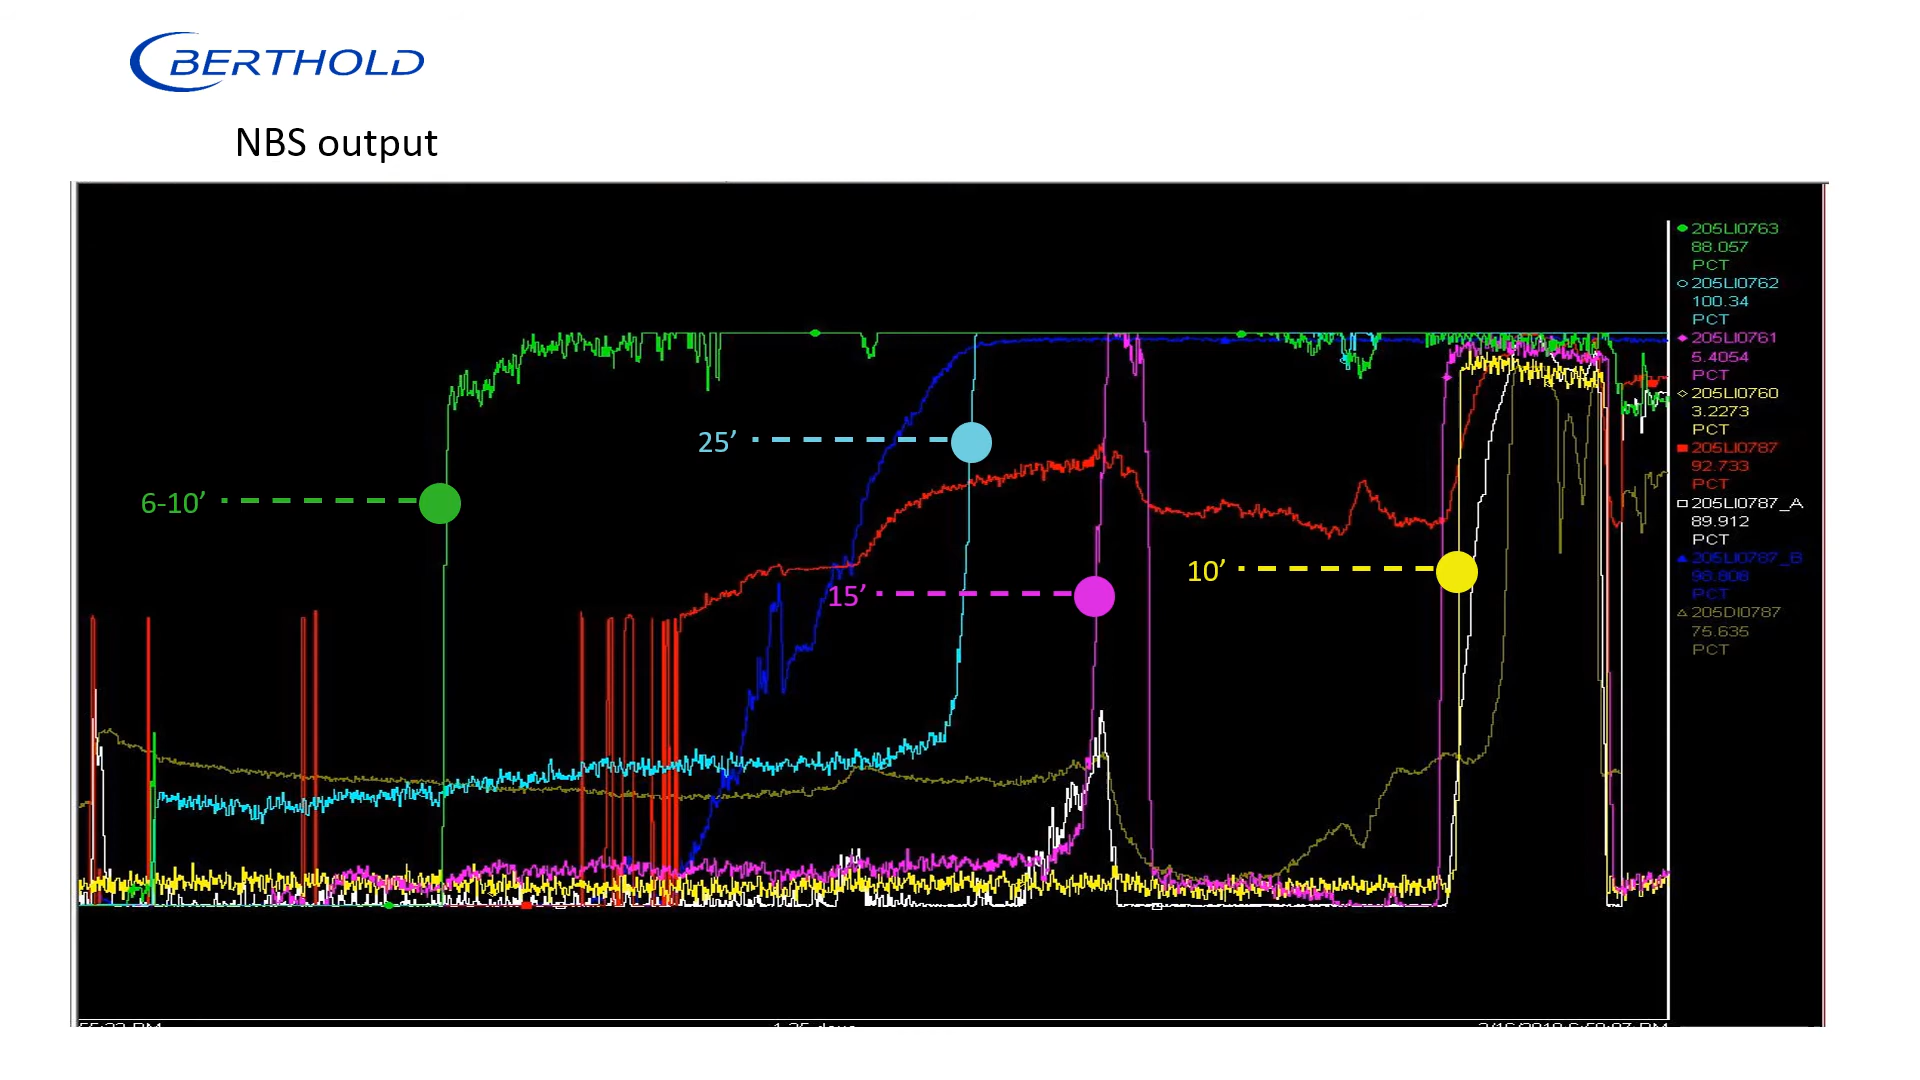 BERTHOLD
NBS output
205LI0763
88.057
PCT
205LI0762
100.34
PCT
205LI0761
5.4054
PCT
205LI0760
3.2273
PCT
205LI0787
92.733
PCT
205LI0787_A
89.912
PCT
205LI0787_B
98.808
PCT
205DI0787
75.635
PCT
25’
6-10’
10’
15’